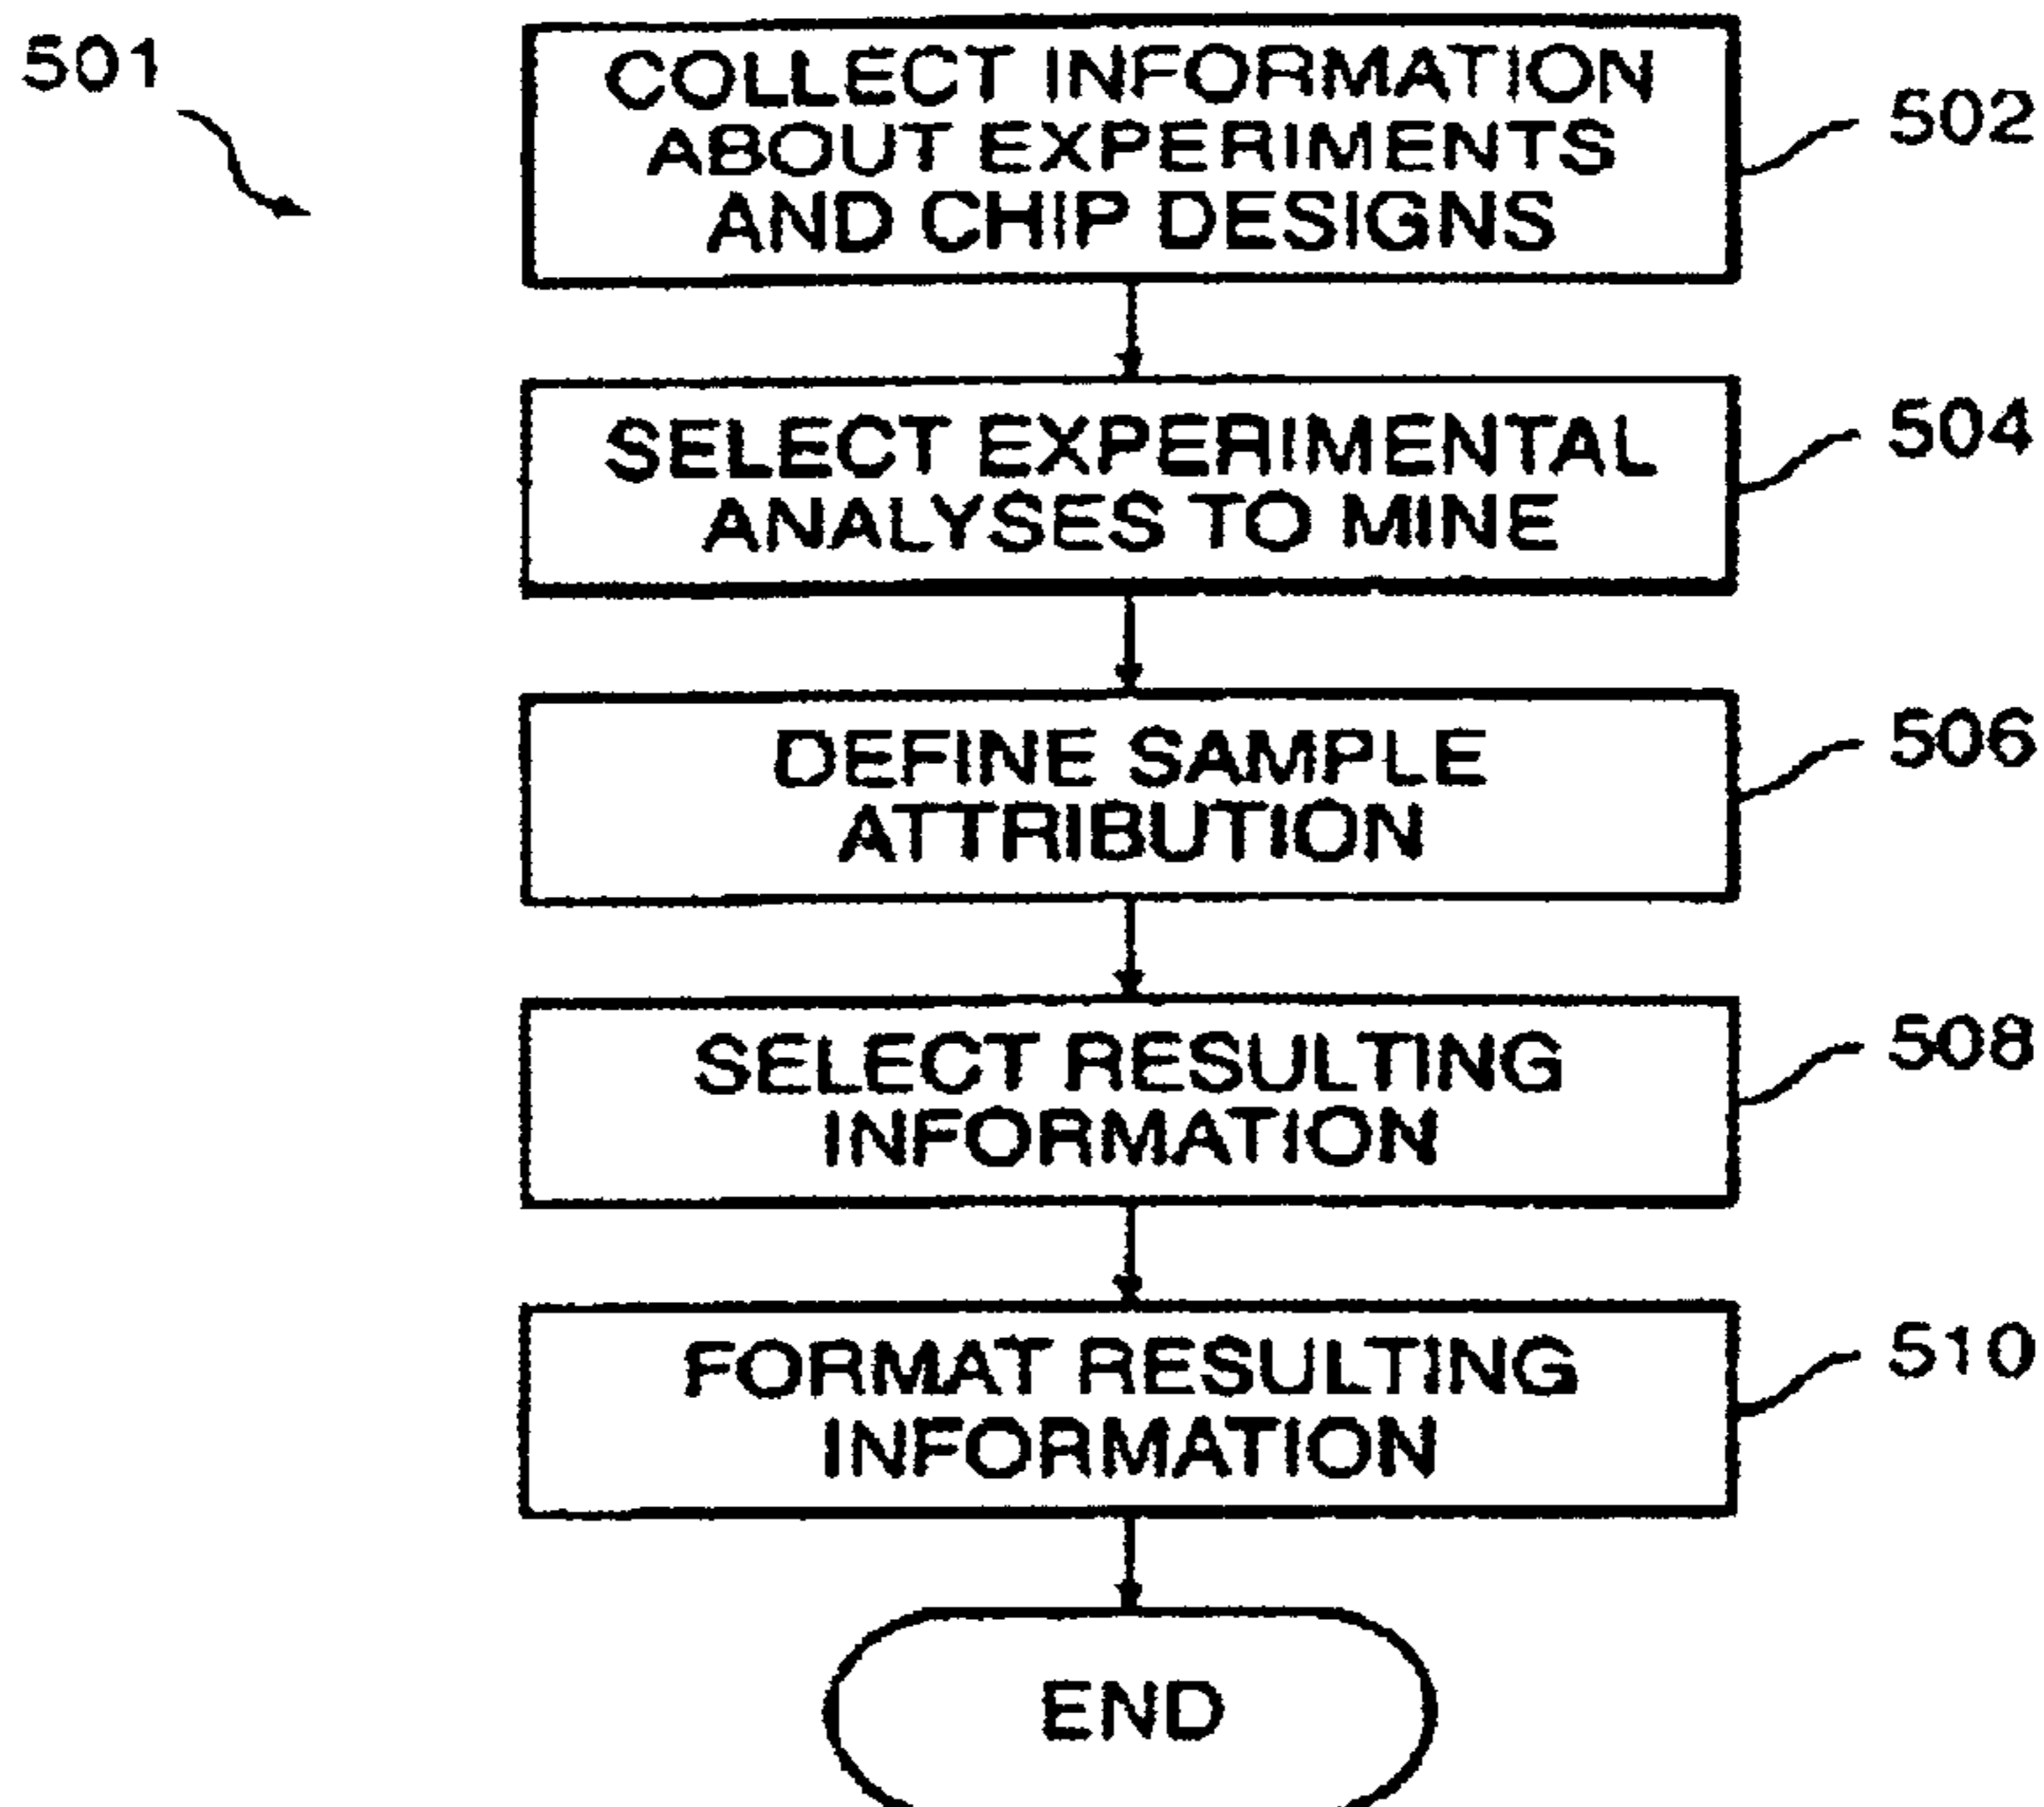 501
COLLECT INFORMATION
ABOUT EXPERIMENTS
AND CHIP DESIGNS
502
SELECT EXPERIMENTAL
ANALYSES TO MINE
504
DEFINE SAMPLE
ATTRIBUTION
506
SELECT RESULTING
INFORMATION
508
FORMAT RESULTING
INFORMATION
510
END